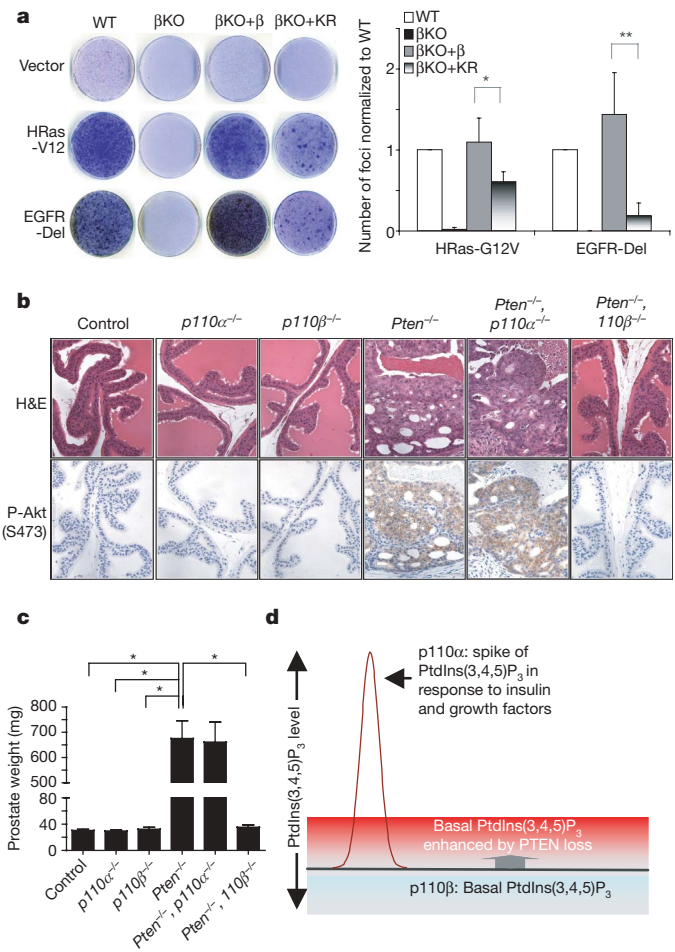 a
WT βKO βKO+β βKO+KR
Vector
HRas
-V12
EGFR
-Del
Number of foci normalized to WT
WT
βKO
βKO+β
βKO+KR
2
1
0
*
**
HRas-G12V EGFR-Del
b
Control p110α–/– p110β–/– Pten–/– Pten–/–, p110α–/– Pten–/–, 110β–/–
H&E
P-Akt
(S473)
c
Prostate weight (mg)
800
700
600
500
80
40
0
*
*
*
*
Control
p110α–/–
p110β–/–
Pten–/–
Pten–/–, p110α–/–
Pten–/–, 110β–/–
d
PtdIns(3,4,5)P3 level
p110α: spike of
PtdIns(3,4,5)P3 in
response to insulin
and growth factors
Basal PtdIns(3,4,5)P3
enhanced by PTEN loss
p110β: Basal PtdIns(3,4,5)P3